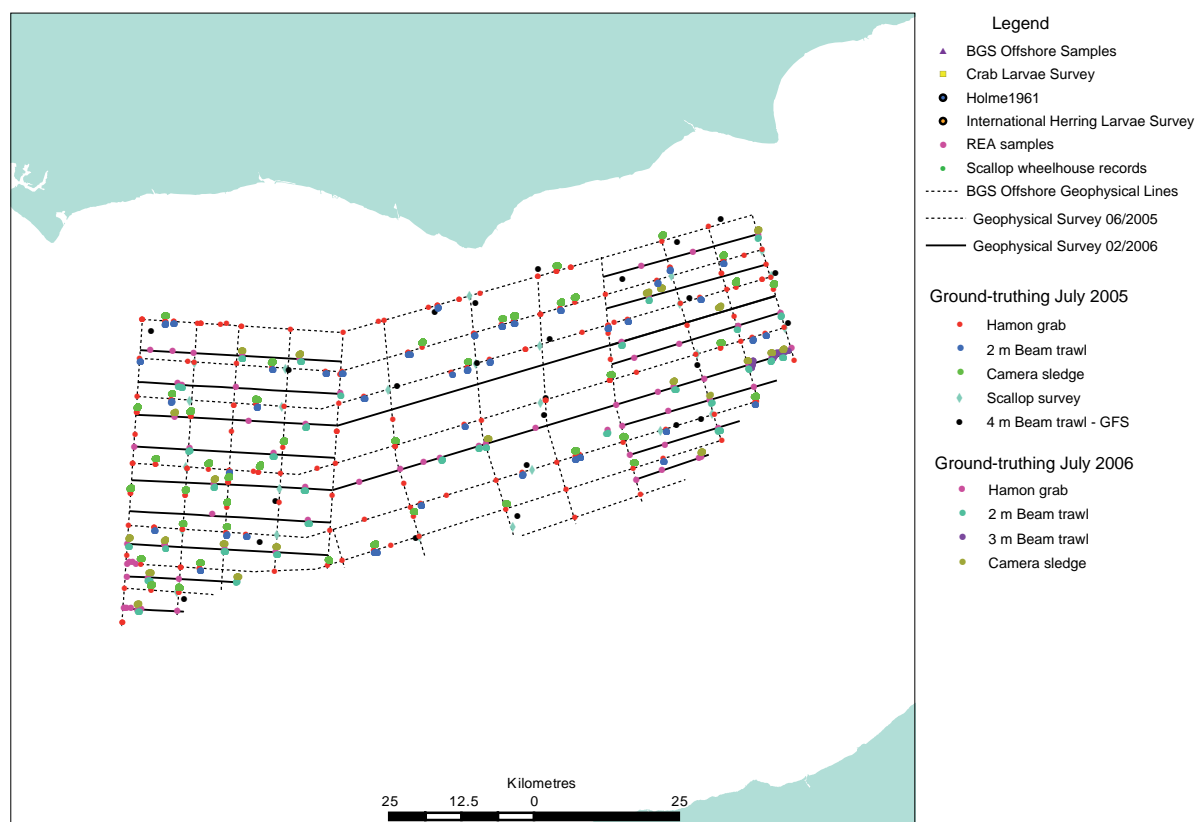 Legend
BGS Offshore Samples
Crab Larvae Survey
Holme1961
International Herring Larvae Survey
REA samples
Scallop wheelhouse records
BGS Offshore Geophysical Lines
Geophysical Survey 06/2005
Geophysical Survey 02/2006
Ground-truthing July 2005
Hamon grab
2 m Beam trawl
Camera sledge
Scallop survey
4 m Beam trawl - GFS
Ground-truthing July 2006
Hamon grab
2 m Beam trawl
3 m Beam trawl
Camera sledge
Kilometres
25 12.5 0 25